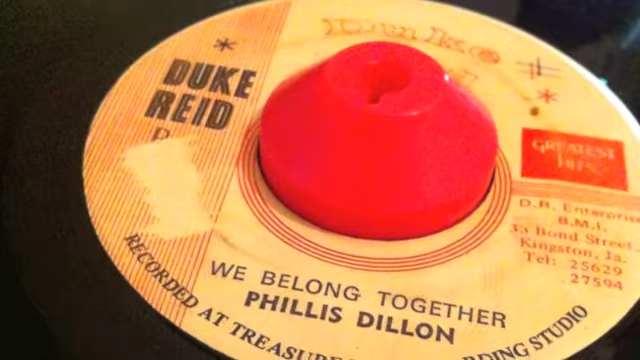 DUKE
REID
GREATEST
HITS
D.R. Enterprise
B.M.I.
33 Bond Street
Kingston, Ja.
Tel: 25629
27594
WE BELONG TOGETHER
PHILLIS DILLON
RECORDED AT TREASURE RDING STUDIO